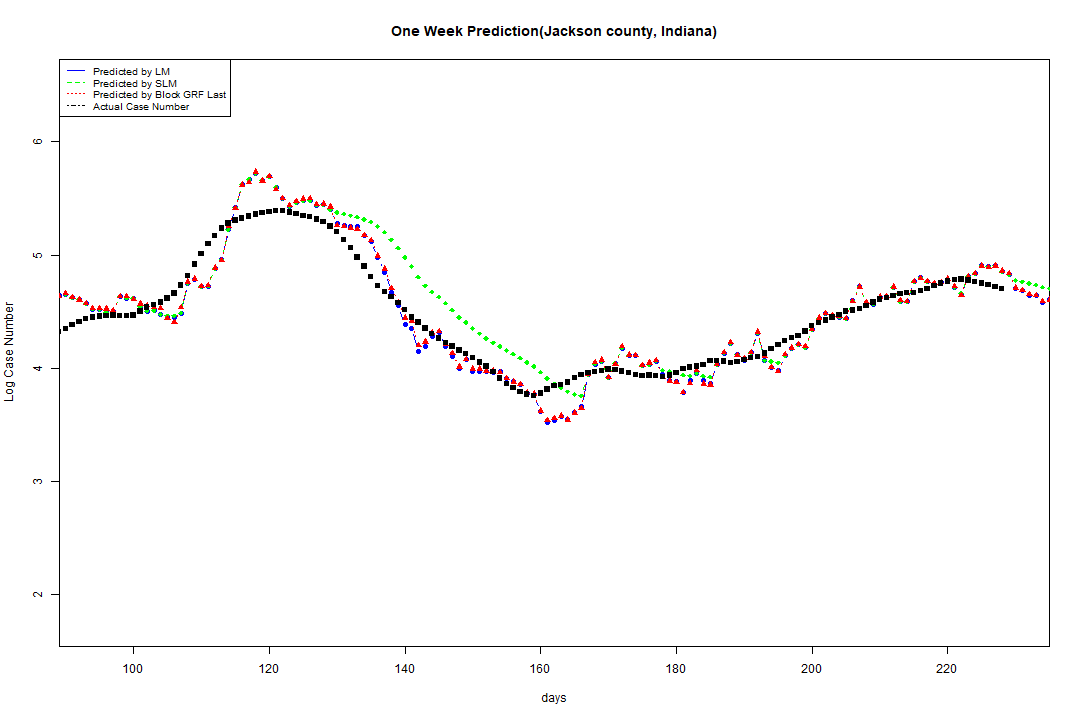 One Week Prediction(Jackson county, Indiana)
Predicted by LM
Predicted by SLM
Predicted by Block GRF Last
Actual Case Number
Log Case Number
6
5
4
3
2
100 120 140 160 180 200 220
days